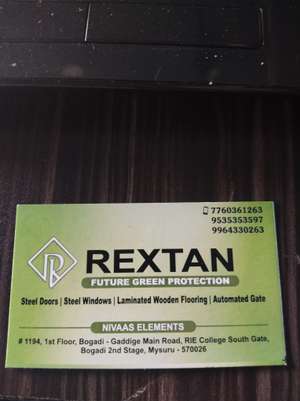 7760361263
9535353597
9964330263
REXTAN
FUTURE GREEN PROTECTION
Steel Doors | Steel Windows | Laminated Wooden Flooring | Automated Gate
NIVAAS ELEMENTS
# 1194, 1st Floor, Bogadi - Gaddige Main Road, RIE College South Gate,
Bogadi 2nd Stage, Mysuru - 570026